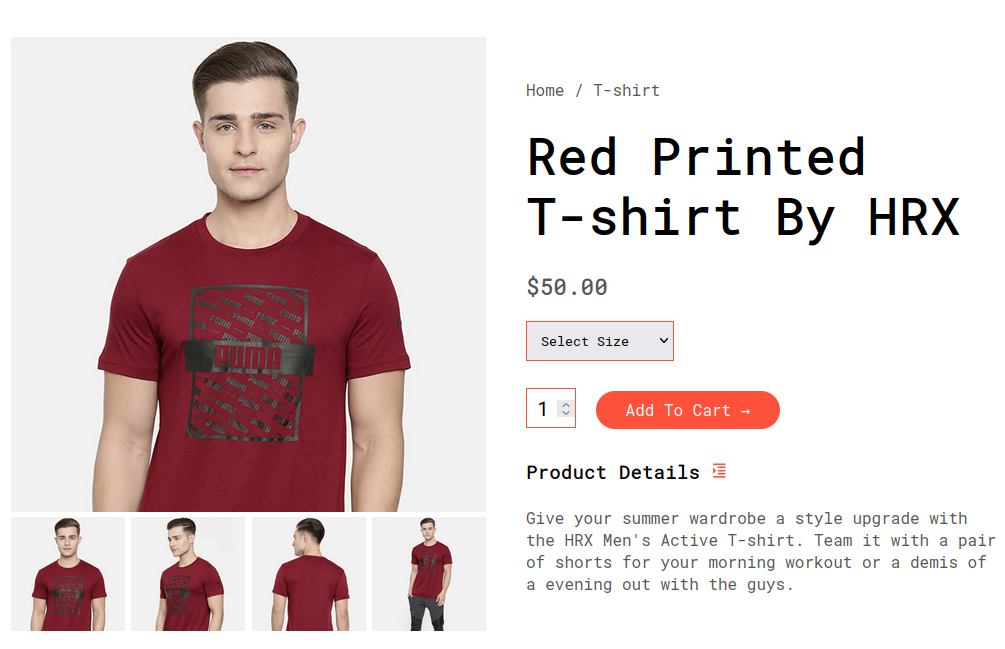 Home / T-shirt
Red Printed
T-shirt By HRX
$50.00
Select Size
1
Add To Cart →
Product Details
Give your summer wardrobe a style upgrade with
the HRX Men's Active T-shirt. Team it with a pair
of shorts for your morning workout or a demis of
a evening out with the guys.
PUMA